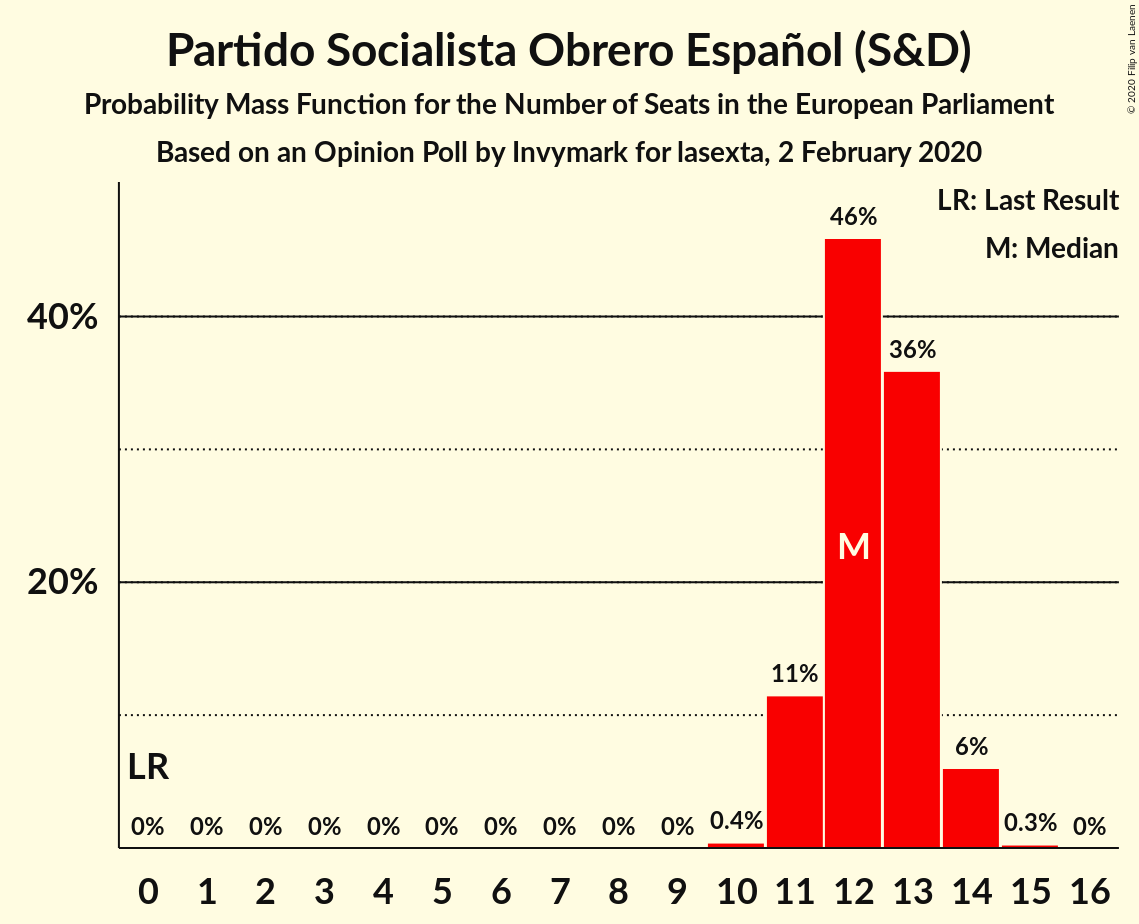 Partido Socialista Obrero Español (S&D)
Probability Mass Function for the Number of Seats in the European Parliament
Based on an Opinion Poll by Invymark for lasexta, 2 February 2020
© 2020 Filip van Laenen
LR: Last Result
M: Median
46%
40%
36%
M
20%
11%
6%
LR
0% 0% 0% 0% 0% 0% 0% 0% 0% 0% 0.4% 0.3% 0%
0 1 2 3 4 5 6 7 8 9 10 11 12 13 14 15 16